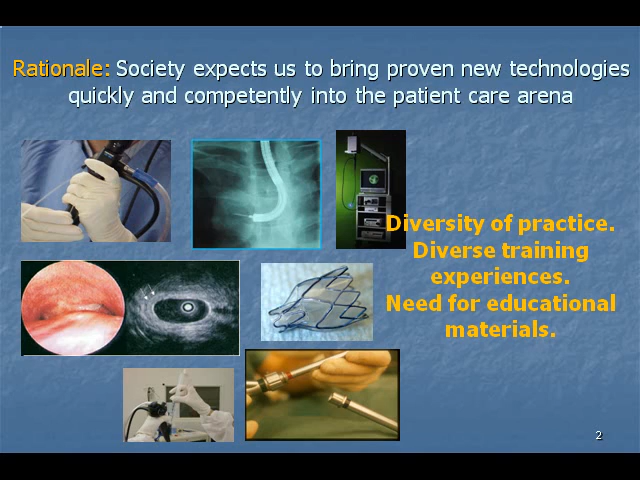 Rationale: Society expects us to bring proven new technologies
quickly and competently into the patient care arena
Diversity of practice.
Diverse training
experiences.
Need for educational
materials.
2